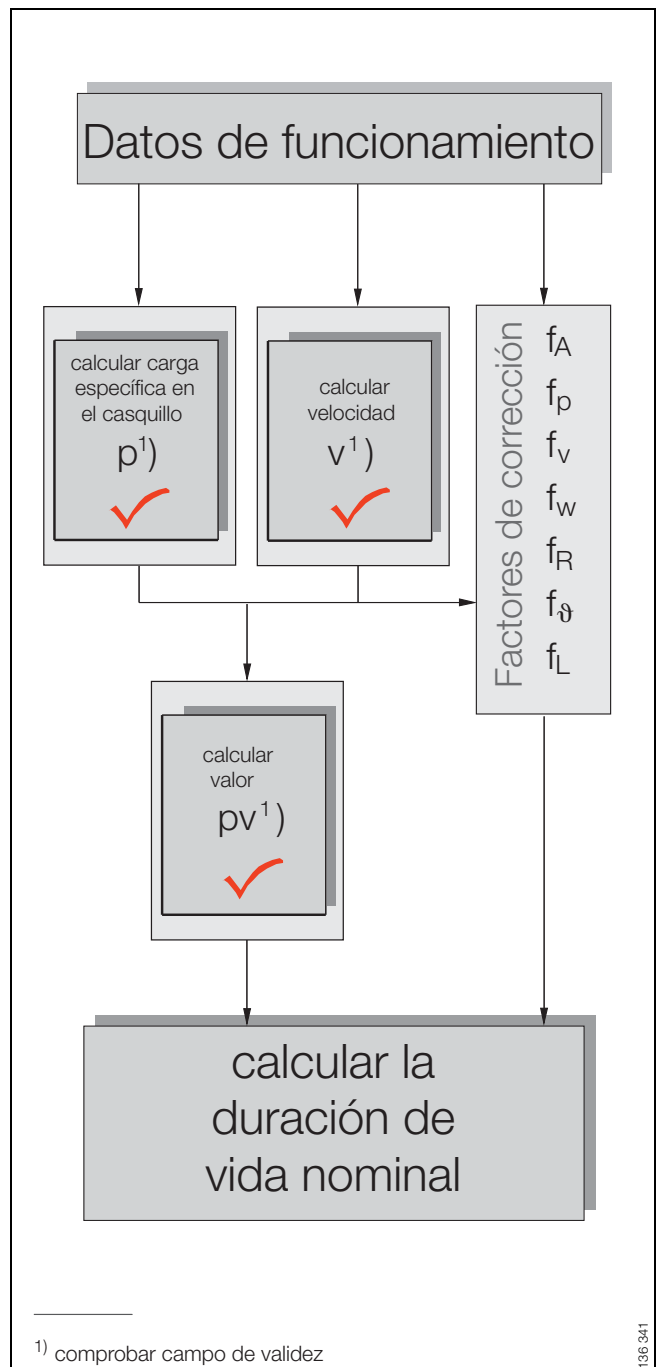 Datos de funcionamiento
calcular carga
específica en
el casquillo
p1)
calcular
velocidad
v1)
Factores de corrección
fA
fp
fv
fw
fR
fϑ
fL
calcular
valor
pv1)
calcular la
duración de
vida nominal
1) comprobar campo de validez
136 341